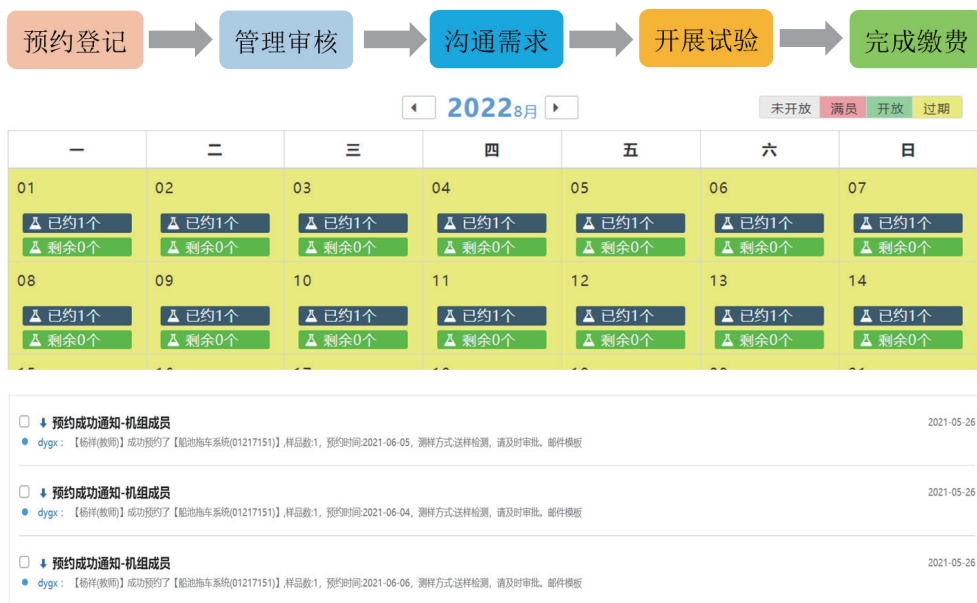 预约登记 管理审核 沟通需求 开展试验 完成缴费
2022 8月
未开放 满员 开放 过期
一 二 三 四 五 六 日
01 02 03 04 05 06 07
已约1个 已约1个 已约1个 已约1个 已约1个 已约1个 已约1个
剩余0个 剩余0个 剩余0个 剩余0个 剩余0个 剩余0个 剩余0个
08 09 10 11 12 13 14
已约1个 已约1个 已约1个 已约1个 已约1个 已约1个 已约1个
剩余0个 剩余0个 剩余0个 剩余0个 剩余0个 剩余0个 剩余0个
预约成功通知-机组成员 2021-05-26
dygx： 【杨祥(教师)】成功预约了【船池拖车系统(01217151)】,样品数:1，预约时间:2021-06-05，测样方式:送样检测，请及时审批。邮件模板
预约成功通知-机组成员 2021-05-26
dygx： 【杨祥(教师)】成功预约了【船池拖车系统(01217151)】,样品数:1，预约时间:2021-06-04，测样方式:送样检测，请及时审批。邮件模板
预约成功通知-机组成员 2021-05-26
dygx： 【杨祥(教师)】成功预约了【船池拖车系统(01217151)】,样品数:1，预约时间:2021-06-06，测样方式:送样检测，请及时审批。邮件模板